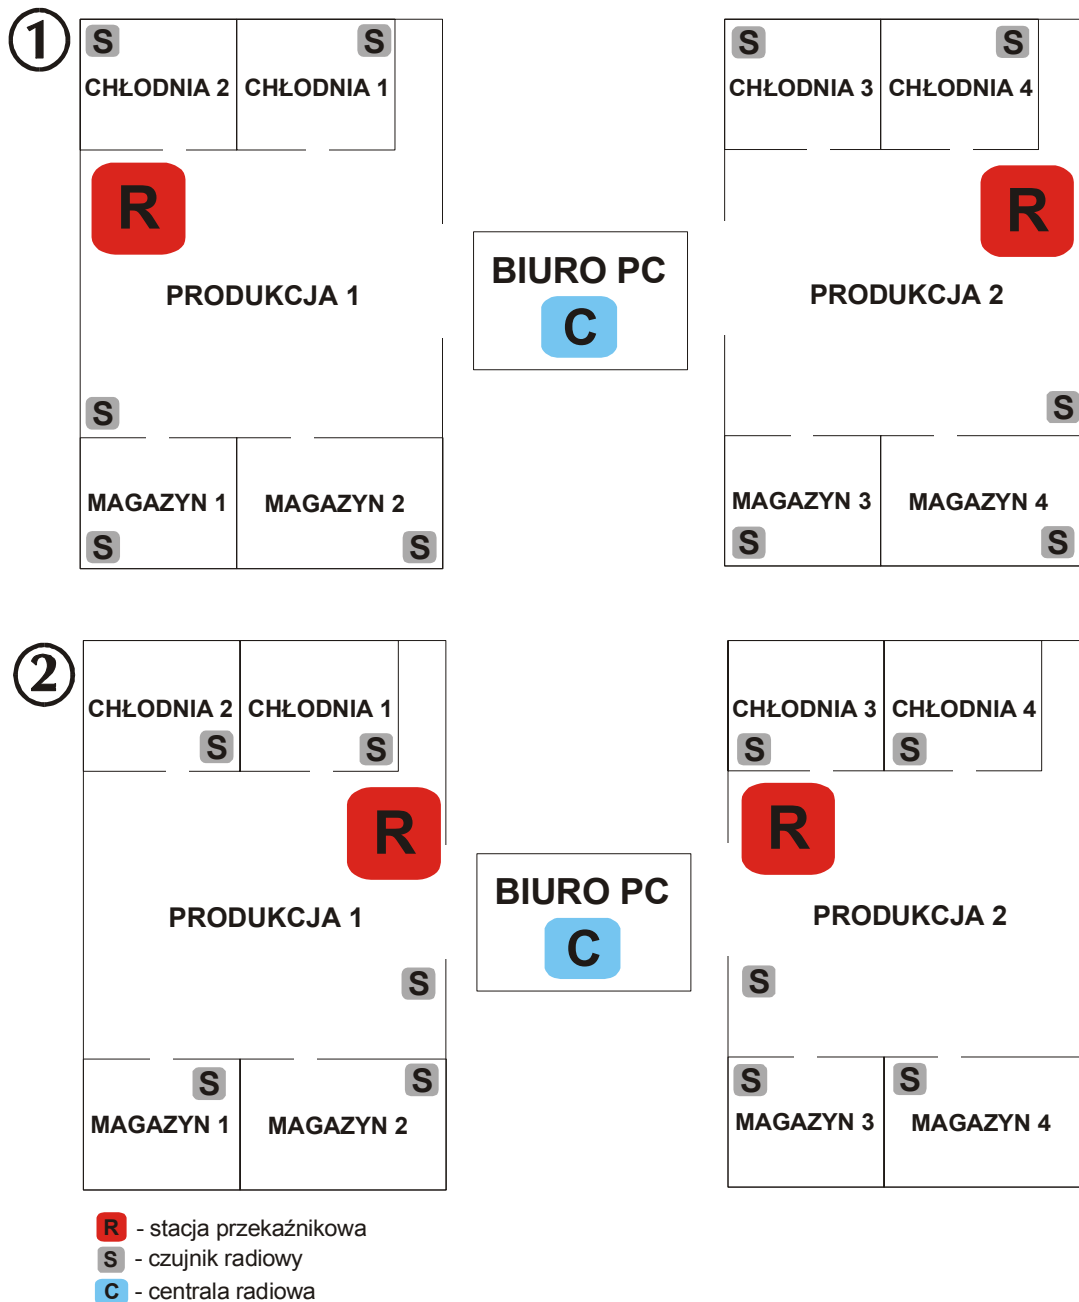 1
S S S S
CHŁODNIA 2 CHŁODNIA 1 CHŁODNIA 3 CHŁODNIA 4
R R
BIURO PC
PRODUKCJA 1 C PRODUKCJA 2
S S
MAGAZYN 1 MAGAZYN 2 MAGAZYN 3 MAGAZYN 4
S S S S
2
CHŁODNIA 2 CHŁODNIA 1 CHŁODNIA 3 CHŁODNIA 4
S S S S
R R
BIURO PC
PRODUKCJA 1 C PRODUKCJA 2
S S
S S S S
MAGAZYN 1 MAGAZYN 2 MAGAZYN 3 MAGAZYN 4
R - stacja przekaźnikowa
S - czujnik radiowy
C - centrala radiowa